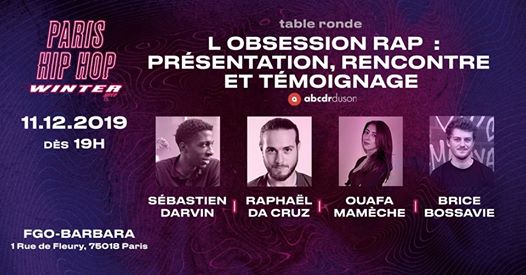 PARIS
HIP HOP
WINTER
11.12.2019
DÈS 19H
FGO-BARBARA
1 Rue de Fleury, 75018 Paris
table ronde
L OBSESSION RAP :
PRÉSENTATION, RENCONTRE
ET TÉMOIGNAGE
a abcdrduson
SÉBASTIEN
DARVIN
RAPHAËL
DA CRUZ
OUAFA
MAMÈCHE
BRICE
BOSSAVIE